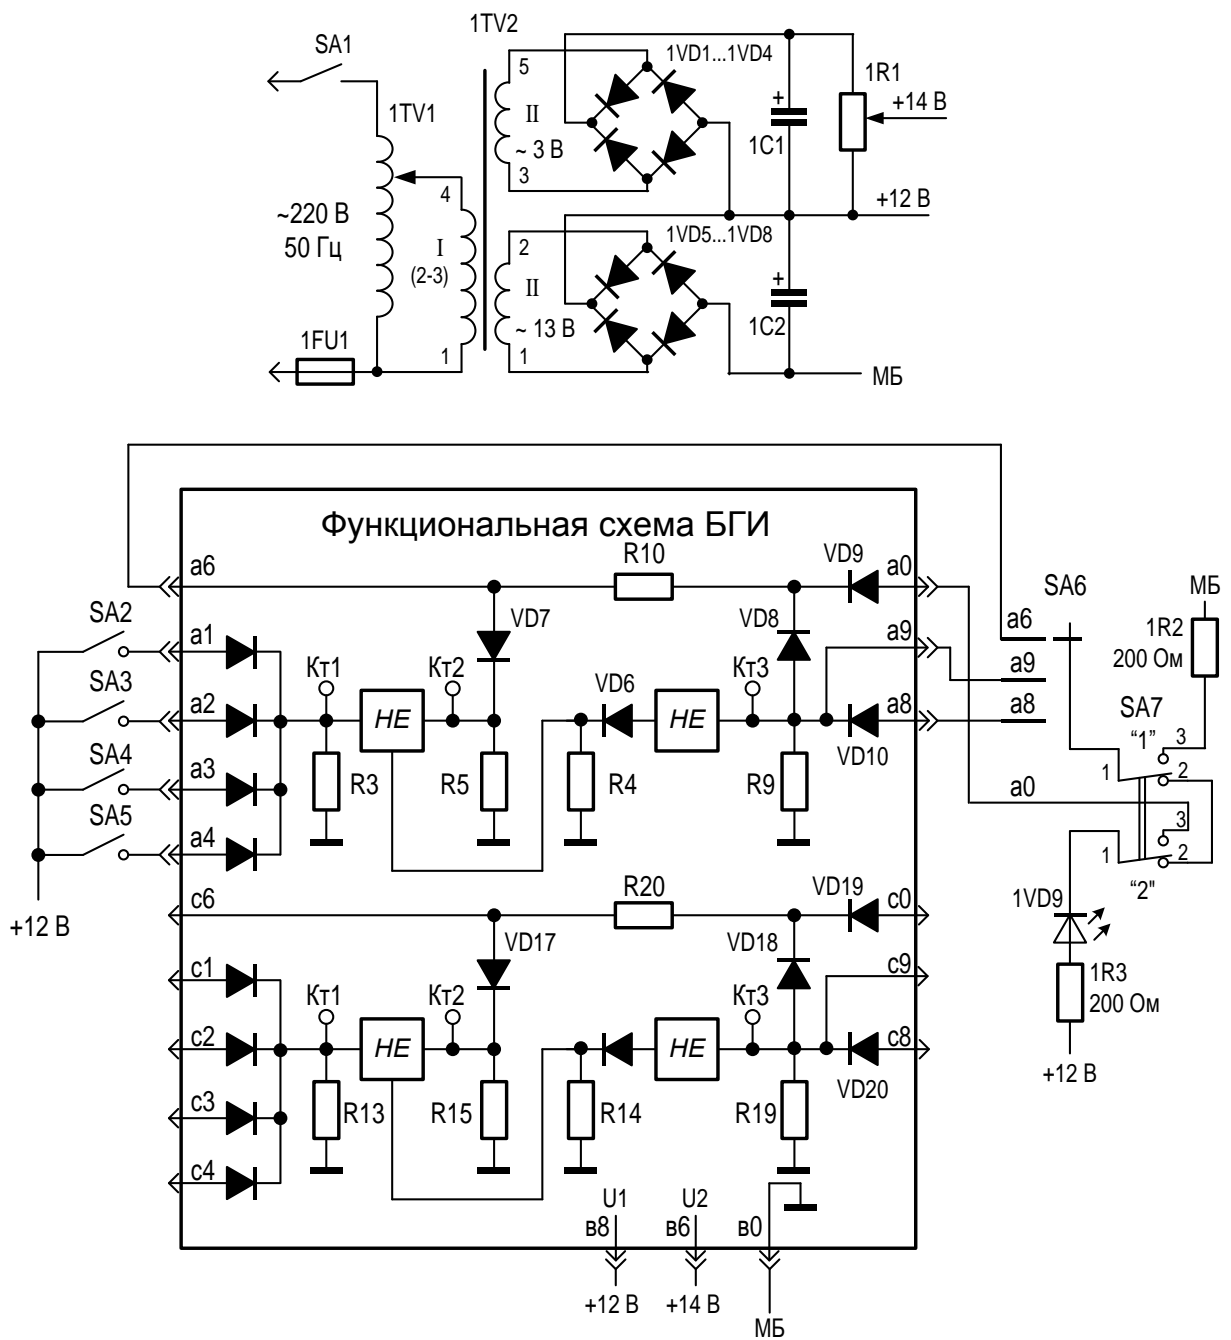 1TV2
SA1
1VD1...1VD4
5
1R1
+14 В
+
1TV1
II
1C1
~ 3 В
3
4
+12 В
~220 В
50 Гц
I
(2-3)
1VD5...1VD8
2
II
+
1C2
~ 13 В
1FU1
1
1
МБ
Функциональная схема БГИ
a6
R10
VD9
a0
SA6
МБ
SA2
a1
VD7
VD8
a9
a6
1R2
200 Ом
SA3
Кт1
Кт2
VD6
Кт3
a9
a2
НЕ
НЕ
a8
a8
SA7
SA4
VD10
"1"
3
a3
R3
R5
R4
R9
1
2
SA5
a0
3
a4
1
2
+12 В
R20
VD19
"2"
c6
c0
1VD9
VD17
VD18
c1
c9
1R3
200 Ом
Кт1
Кт2
Кт3
c2
НЕ
НЕ
c8
+12 В
VD20
c3
R13
R15
R14
R19
c4
U1
U2
в8
в6
в0
+12 В
+14 В
МБ